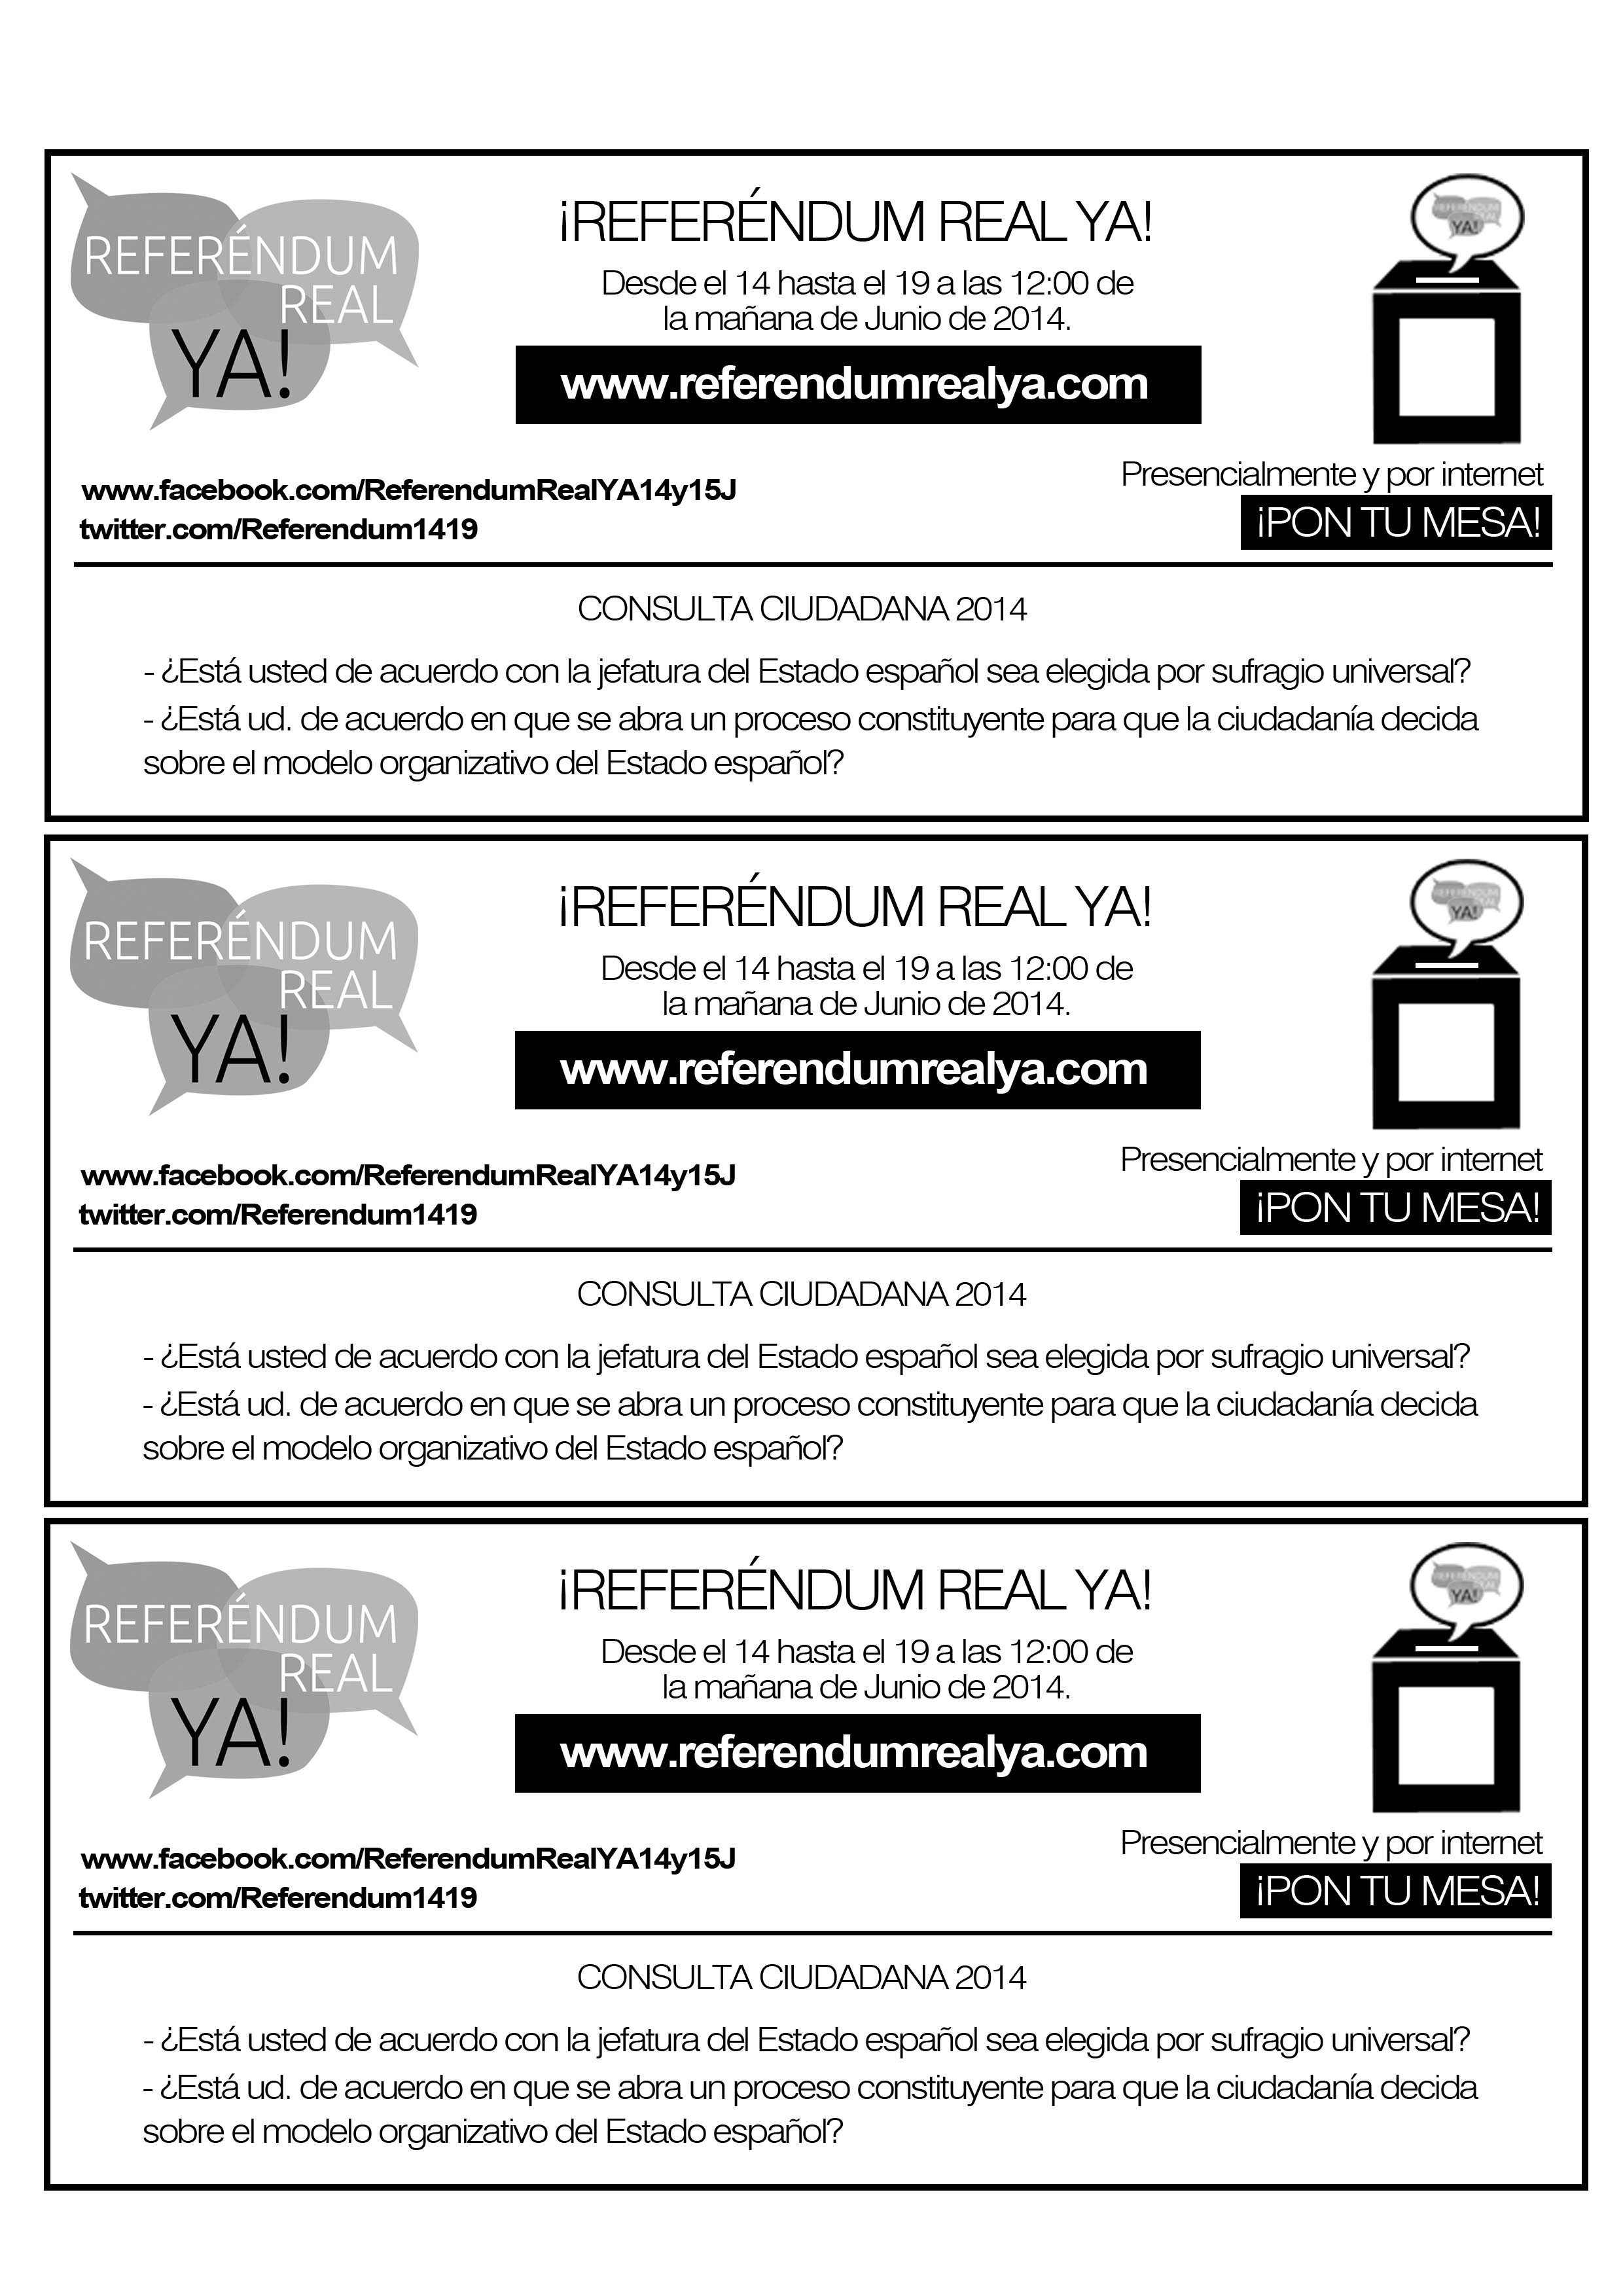 REFERÉNDUM
REAL
YA!
¡REFERÉNDUM REAL YA!
Desde el 14 hasta el 19 a las 12:00 de
la mañana de Junio de 2014.
www.referendumrealya.com
REFERÉNDUM
REAL
YA!
www.facebook.com/ReferendumRealYA14y15J
twitter.com/Referendum1419
Presencialmente y por internet
¡PON TU MESA!
CONSULTA CIUDADANA 2014
- ¿Está usted de acuerdo con la jefatura del Estado español sea elegida por sufragio universal?
- ¿Está ud. de acuerdo en que se abra un proceso constituyente para que la ciudadanía decida
sobre el modelo organizativo del Estado español?
REFERÉNDUM
REAL
YA!
¡REFERÉNDUM REAL YA!
Desde el 14 hasta el 19 a las 12:00 de
la mañana de Junio de 2014.
www.referendumrealya.com
REFERÉNDUM
REAL
YA!
www.facebook.com/ReferendumRealYA14y15J
twitter.com/Referendum1419
Presencialmente y por internet
¡PON TU MESA!
CONSULTA CIUDADANA 2014
- ¿Está usted de acuerdo con la jefatura del Estado español sea elegida por sufragio universal?
- ¿Está ud. de acuerdo en que se abra un proceso constituyente para que la ciudadanía decida
sobre el modelo organizativo del Estado español?
REFERÉNDUM
REAL
YA!
¡REFERÉNDUM REAL YA!
Desde el 14 hasta el 19 a las 12:00 de
la mañana de Junio de 2014.
www.referendumrealya.com
REFERÉNDUM
REAL
YA!
www.facebook.com/ReferendumRealYA14y15J
twitter.com/Referendum1419
Presencialmente y por internet
¡PON TU MESA!
CONSULTA CIUDADANA 2014
- ¿Está usted de acuerdo con la jefatura del Estado español sea elegida por sufragio universal?
- ¿Está ud. de acuerdo en que se abra un proceso constituyente para que la ciudadanía decida
sobre el modelo organizativo del Estado español?